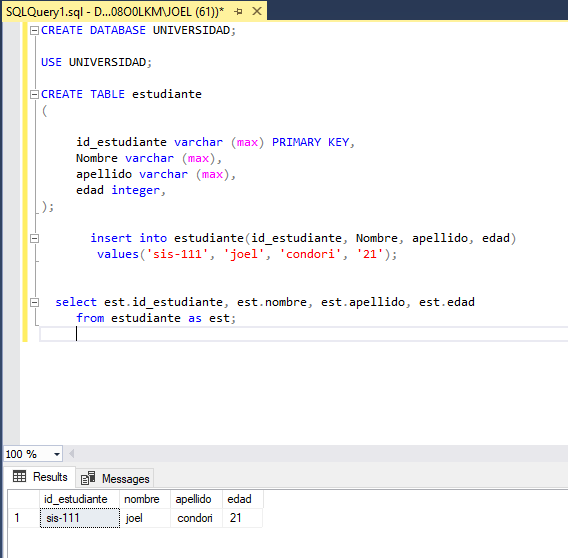 SQLQuery1.sql - D...08O0LKM\JOEL (61))*
CREATE DATABASE UNIVERSIDAD;
USE UNIVERSIDAD;
CREATE TABLE estudiante
(
id_estudiante varchar (max) PRIMARY KEY,
Nombre varchar (max),
apellido varchar (max),
edad integer,
);
insert into estudiante(id_estudiante, Nombre, apellido, edad)
values('sis-111', 'joel', 'condori', '21');
select est.id_estudiante, est.nombre, est.apellido, est.edad
from estudiante as est;
100 %
Results Messages
id_estudiante nombre apellido edad
1 sis-111 joel condori 21